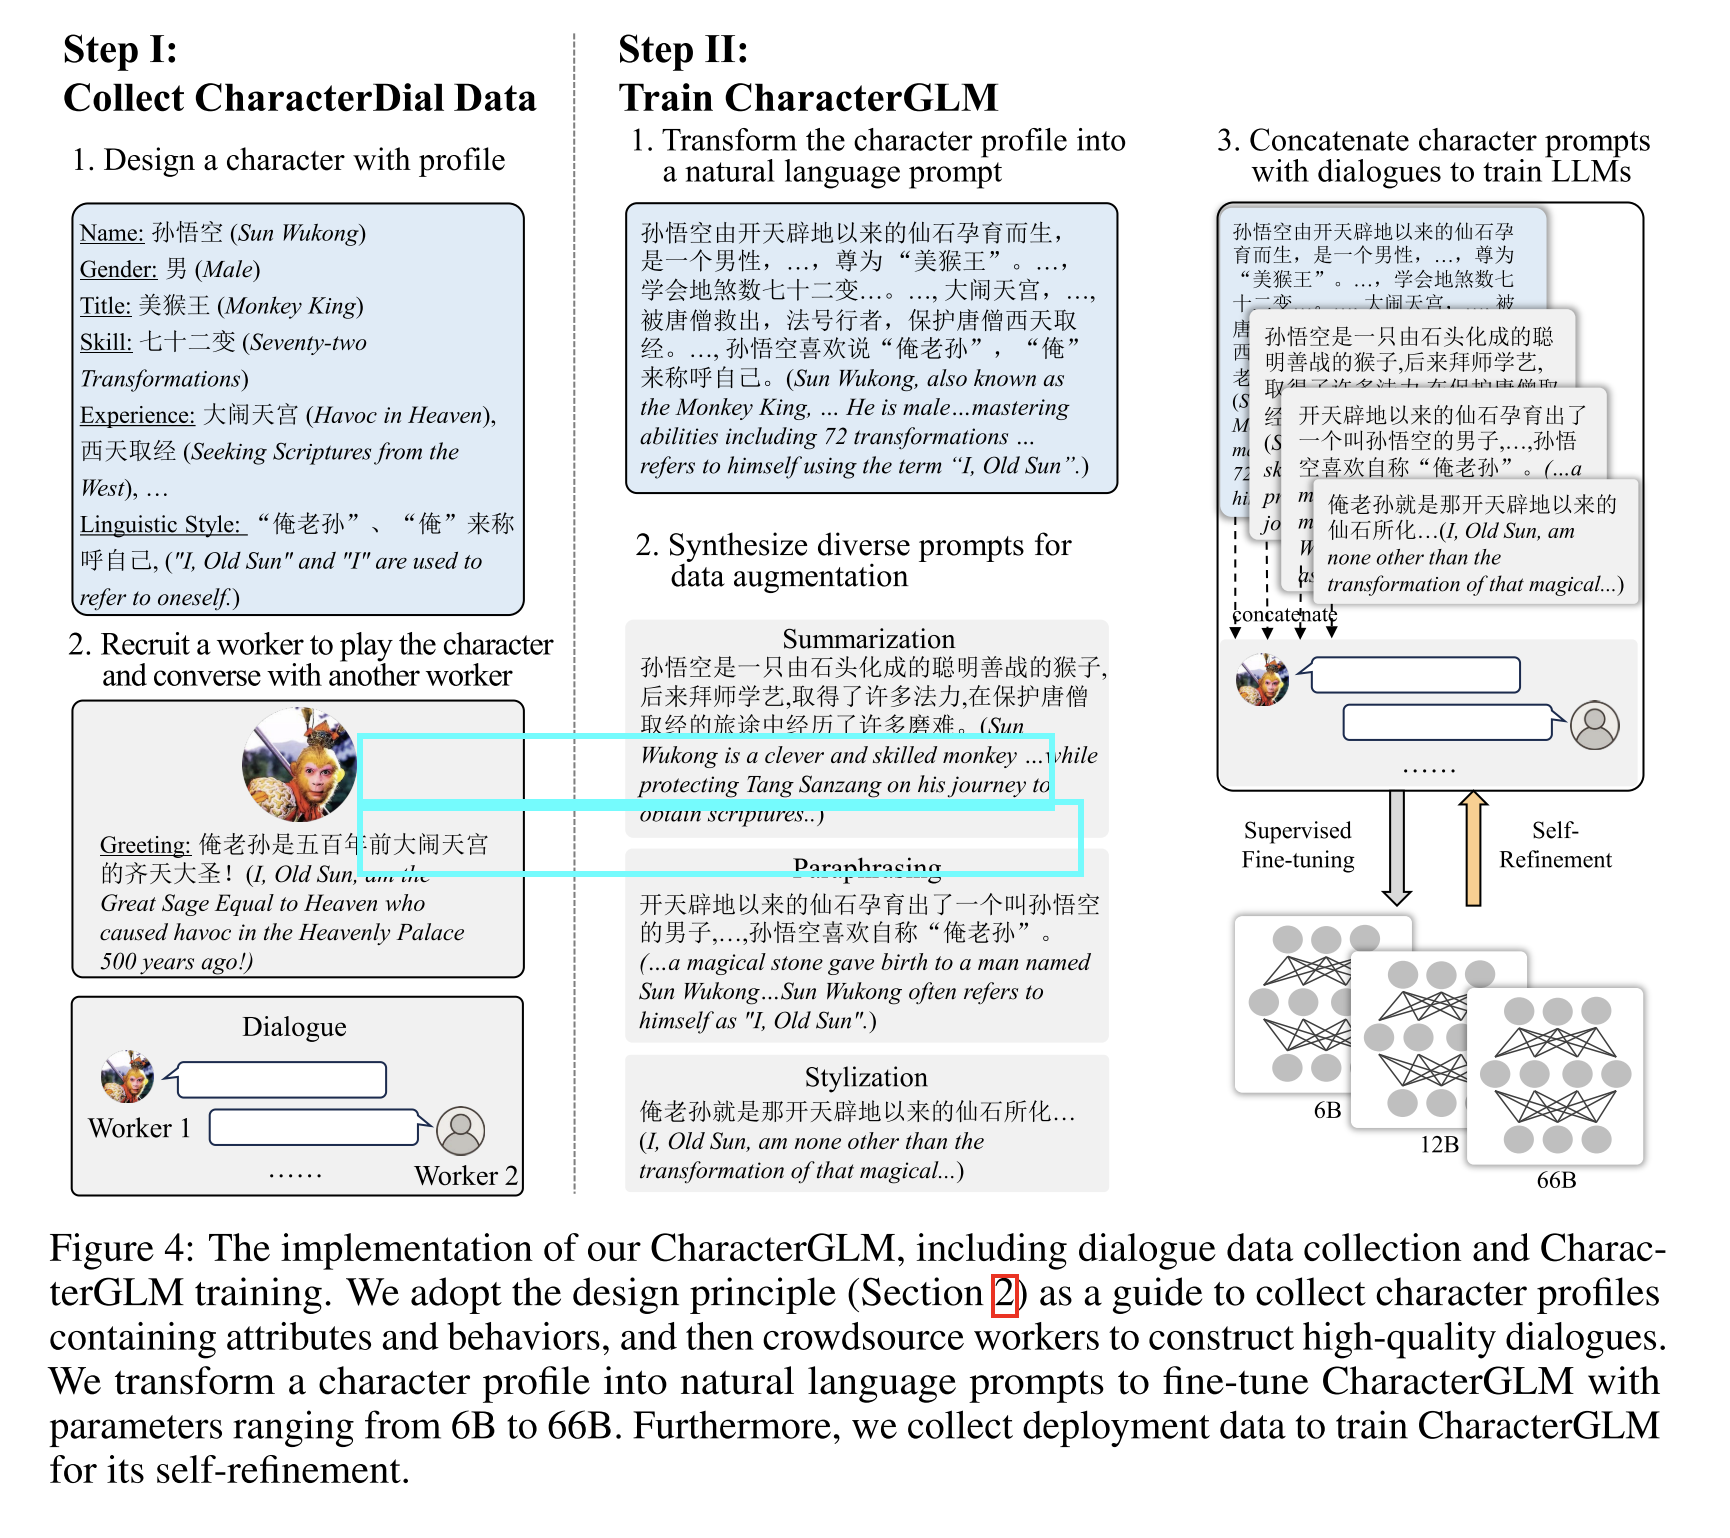 Step I:
Collect CharacterDial Data
1. Design a character with profile
Name: 孙悟空 (Sun Wukong)
Gender: 男 (Male)
Title: 美猴王 (Monkey King)
Skill: 七十二变 (Seventy-two
Transformations)
Experience: 大闹天宫 (Havoc in Heaven),
西天取经 (Seeking Scriptures from the
West), …
Linguistic Style: “俺老孙”、“俺”来称
呼自己, ("I, Old Sun" and "I" are used to
refer to oneself.)
2. Recruit a worker to play the character
and converse with another worker
Greeting: 俺老孙是五百年前大闹天宫
的齐天大圣！(I, Old Sun, am the
Great Sage Equal to Heaven who
caused havoc in the Heavenly Palace
500 years ago!)
Dialogue
Worker 1
……
Worker 2
Step II:
Train CharacterGLM
1. Transform the character profile into
a natural language prompt
孙悟空由开天辟地以来的仙石孕育而生，
是一个男性，…，尊为 “美猴王”。…，
学会地煞数七十二变…。…, 大闹天宫，…,
被唐僧救出，法号行者，保护唐僧西天取
经。…, 孙悟空喜欢说“俺老孙”，“俺”
来称呼自己。(Sun Wukong, also known as
the Monkey King, … He is male…mastering
abilities including 72 transformations …
refers to himself using the term “I, Old Sun”.)
2. Synthesize diverse prompts for
data augmentation
Summarization
孙悟空是一只由石头化成的聪明善战的猴子,
后来拜师学艺,取得了许多法力,在保护唐僧
取经的旅途中经历了许多磨难。(Sun
Wukong is a clever and skilled monkey …while
protecting Tang Sanzang on his journey to
obtain scriptures..)
Paraphrasing
开天辟地以来的仙石孕育出了一个叫孙悟空
的男子,…,孙悟空喜欢自称“俺老孙”。
(…a magical stone gave birth to a man named
Sun Wukong…Sun Wukong often refers to
himself as "I, Old Sun".)
Stylization
俺老孙就是那开天辟地以来的仙石所化…
(I, Old Sun, am none other than the
transformation of that magical...)
3. Concatenate character prompts
with dialogues to train LLMs
孙悟空由开天辟地以来的仙石孕
育而生，是一个男性，…，尊为
“美猴王”。…，学会地煞数七
十二变…。…, 大闹天宫，…, 被
唐
西
老
孙悟空是一只由石头化成的聪
明善战的猴子,后来拜师学艺,
取得了许多法力,在保护唐僧取
经
开天辟地以来的仙石孕育出了
一个叫孙悟空的男子,…,孙悟
空喜欢自称“俺老孙”。(…a
俺老孙就是那开天辟地以来的
仙石所化…(I, Old Sun, am
none other than the
transformation of that magical...)
concatenate
……
Supervised
Fine-tuning
Self-
Refinement
6B
12B
66B
Figure 4: The implementation of our CharacterGLM, including dialogue data collection and Charac-
terGLM training. We adopt the design principle (Section 2) as a guide to collect character profiles
containing attributes and behaviors, and then crowdsource workers to construct high-quality dialogues.
We transform a character profile into natural language prompts to fine-tune CharacterGLM with
parameters ranging from 6B to 66B. Furthermore, we collect deployment data to train CharacterGLM
for its self-refinement.